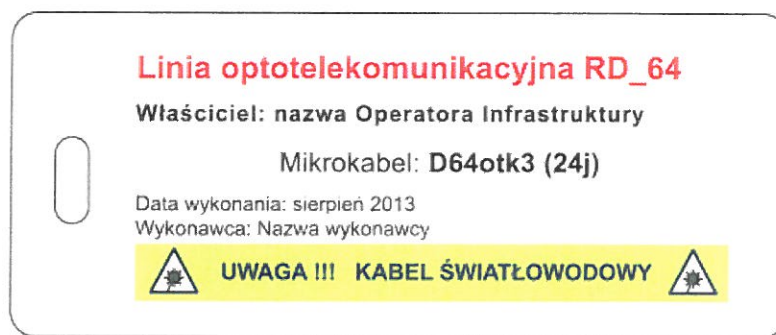 Linia optotelekomunikacyjna RD_64
Właściciel: nazwa Operatora Infrastruktury
Mikrokabel: D64otk3 (24j)
Data wykonania: sierpień 2013
Wykonawca: Nazwa wykonawcy
UWAGA !!! KABEL ŚWIATŁOWODOWY